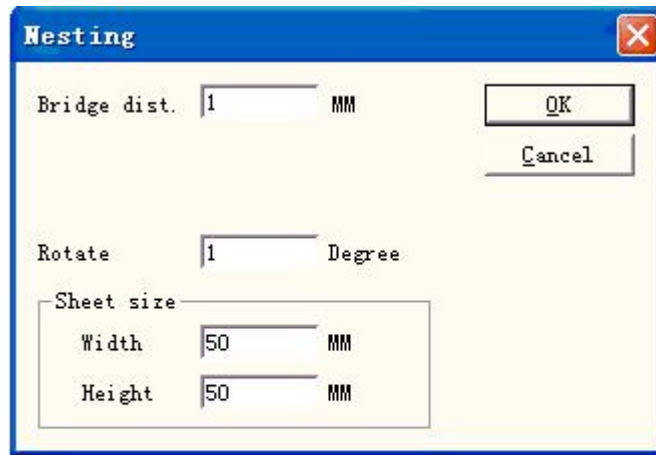 Nesting
Bridge dist. 1 MM
OK
Cancel
Rotate 1 Degree
Sheet size
Width 50 MM
Height 50 MM